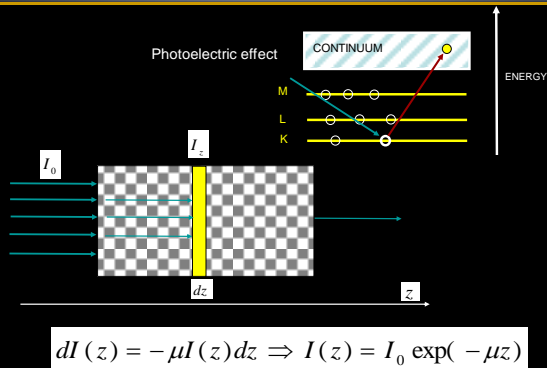 CONTINUUM
Photoelectric effect
ENERGY
M
L
K
I_0
I_z
dz
z
dI(z) = −μI(z)dz ⇒ I(z) = I_0 exp(−μz)